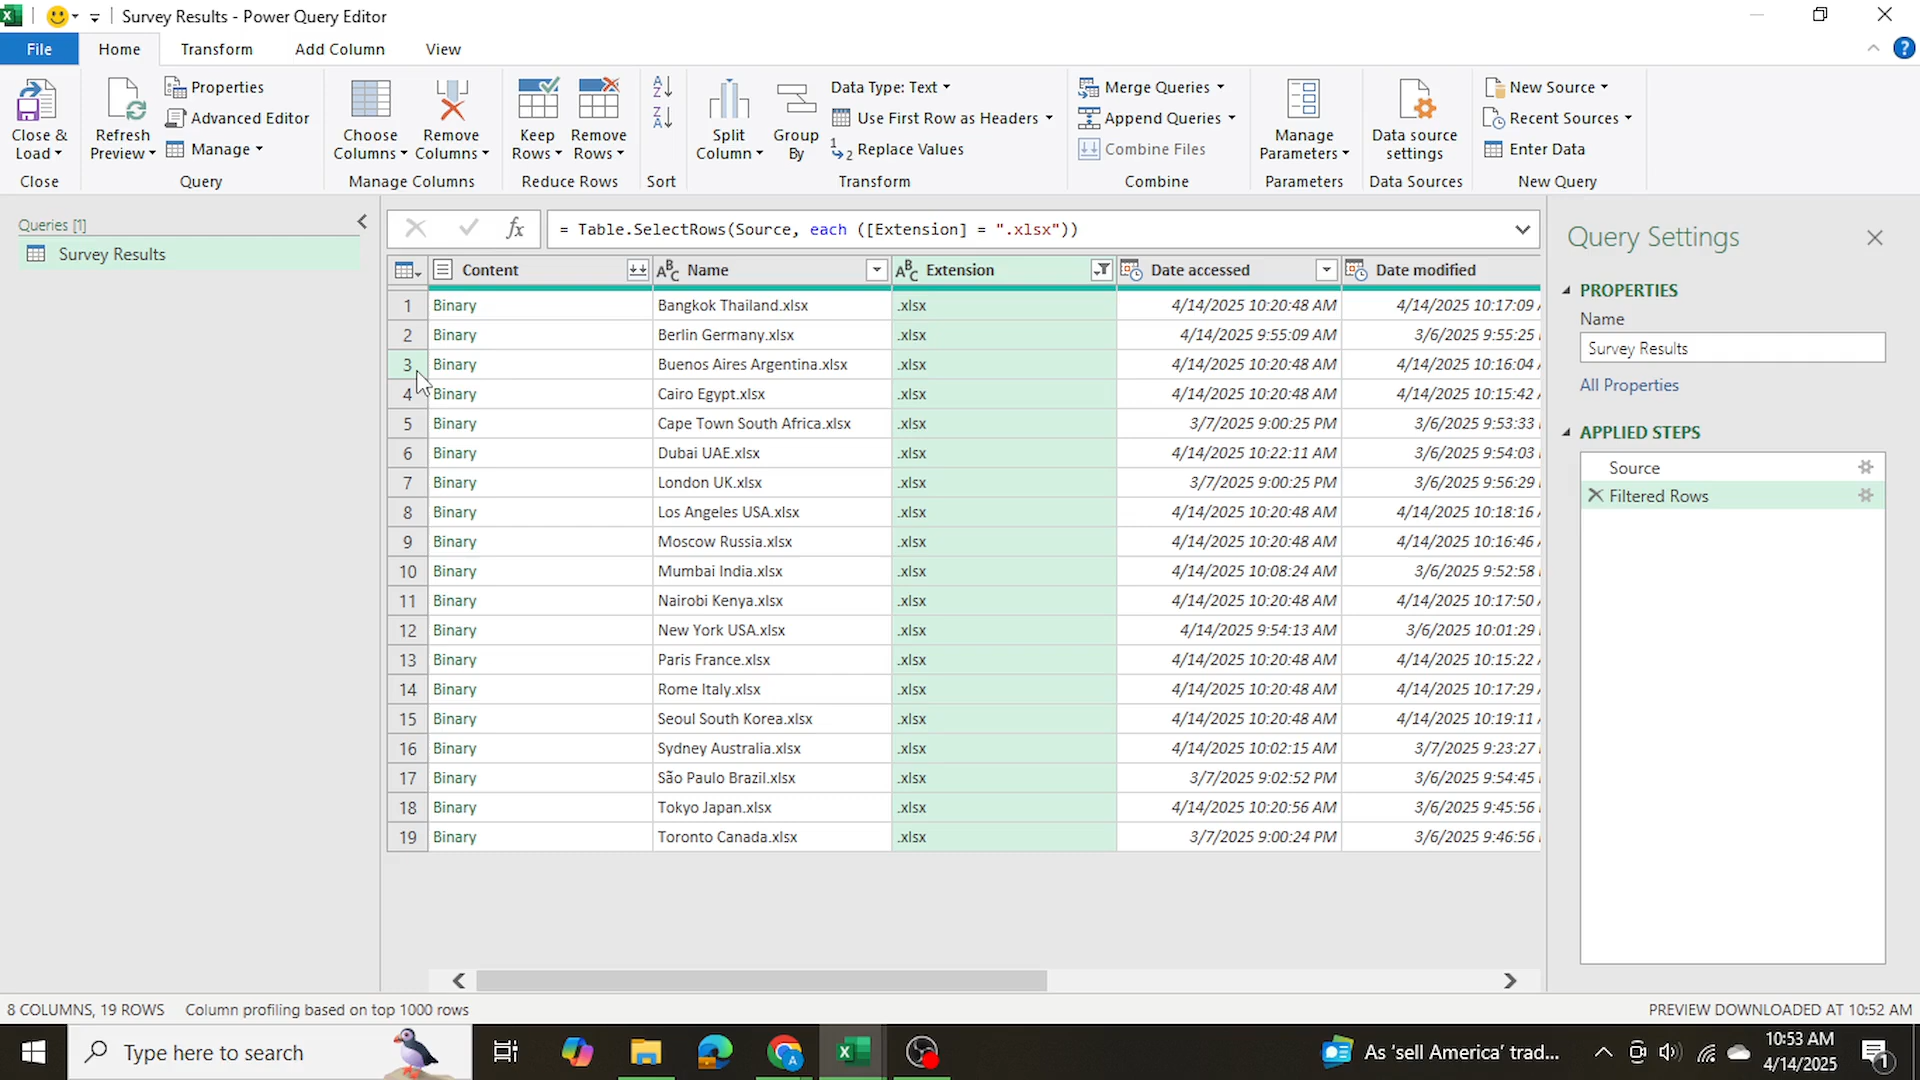 Survey Results - Power Query Editor
File Home Transform Add Column View
Close & Load
Close
Refresh Preview
Properties
Advanced Editor
Manage
Query
Choose Columns
Remove Columns
Manage Columns
Keep Rows
Remove Rows
Reduce Rows
A Z
Z A
Sort
Split Column
Group By
Data Type: Text
Use First Row as Headers
1 2 Replace Values
Transform
Merge Queries
Append Queries
Combine Files
Combine
Manage Parameters
Parameters
Data source settings
Data Sources
New Source
Recent Sources
Enter Data
New Query
?
Queries [1]
Survey Results
fx = Table.SelectRows(Source, each ([Extension] = ".xlsx"))
Content ABC Name ABC Extension Date accessed Date modified
1 Binary Bangkok Thailand.xlsx .xlsx 4/14/2025 10:20:48 AM 4/14/2025 10:17:09
2 Binary Berlin Germany.xlsx .xlsx 4/14/2025 9:55:09 AM 3/6/2025 9:55:25
3 Binary Buenos Aires Argentina.xlsx .xlsx 4/14/2025 10:20:48 AM 4/14/2025 10:16:04
4 Binary Cairo Egypt.xlsx .xlsx 4/14/2025 10:20:48 AM 4/14/2025 10:15:42
5 Binary Cape Town South Africa.xlsx .xlsx 3/7/2025 9:00:25 PM 3/6/2025 9:53:33
6 Binary Dubai UAE.xlsx .xlsx 4/14/2025 10:22:11 AM 3/6/2025 9:54:03
7 Binary London UK.xlsx .xlsx 3/7/2025 9:00:25 PM 3/6/2025 9:56:29
8 Binary Los Angeles USA.xlsx .xlsx 4/14/2025 10:20:48 AM 4/14/2025 10:18:16
9 Binary Moscow Russia.xlsx .xlsx 4/14/2025 10:20:48 AM 4/14/2025 10:16:46
10 Binary Mumbai India.xlsx .xlsx 4/14/2025 10:08:24 AM 3/6/2025 9:52:58
11 Binary Nairobi Kenya.xlsx .xlsx 4/14/2025 10:20:48 AM 4/14/2025 10:17:50
12 Binary New York USA.xlsx .xlsx 4/14/2025 9:54:13 AM 3/6/2025 10:01:29
13 Binary Paris France.xlsx .xlsx 4/14/2025 10:20:48 AM 4/14/2025 10:15:22
14 Binary Rome Italy.xlsx .xlsx 4/14/2025 10:20:48 AM 4/14/2025 10:17:29
15 Binary Seoul South Korea.xlsx .xlsx 4/14/2025 10:20:48 AM 4/14/2025 10:19:11
16 Binary Sydney Australia.xlsx .xlsx 4/14/2025 10:02:15 AM 3/7/2025 9:23:27
17 Binary São Paulo Brazil.xlsx .xlsx 3/7/2025 9:02:52 PM 3/6/2025 9:54:45
18 Binary Tokyo Japan.xlsx .xlsx 4/14/2025 10:20:56 AM 3/6/2025 9:45:56
19 Binary Toronto Canada.xlsx .xlsx 3/7/2025 9:00:24 PM 3/6/2025 9:46:56
Query Settings
PROPERTIES
Name
Survey Results
All Properties
APPLIED STEPS
Source
Filtered Rows
8 COLUMNS, 19 ROWS Column profiling based on top 1000 rows PREVIEW DOWNLOADED AT 10:52 AM
Type here to search
As 'sell America' trad...
10:53 AM
4/14/2025
1